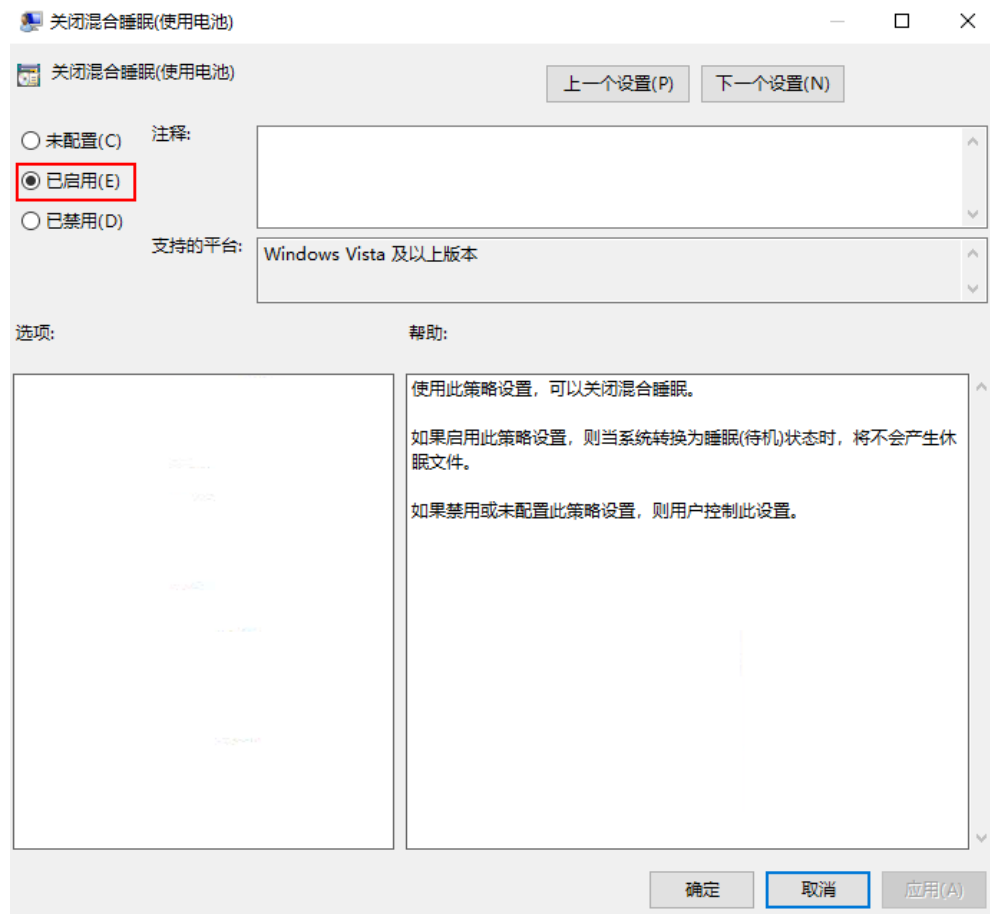 关闭混合睡眠(使用电池)
关闭混合睡眠(使用电池)
上一个设置(P)
下一个设置(N)
未配置(C)
注释:
已启用(E)
已禁用(D)
支持的平台:
Windows Vista 及以上版本
选项:
帮助:
使用此策略设置，可以关闭混合睡眠。
如果启用此策略设置，则当系统转换为睡眠(待机)状态时，将不会产生休
眠文件。
如果禁用或未配置此策略设置，则用户控制此设置。
确定
取消
应用(A)